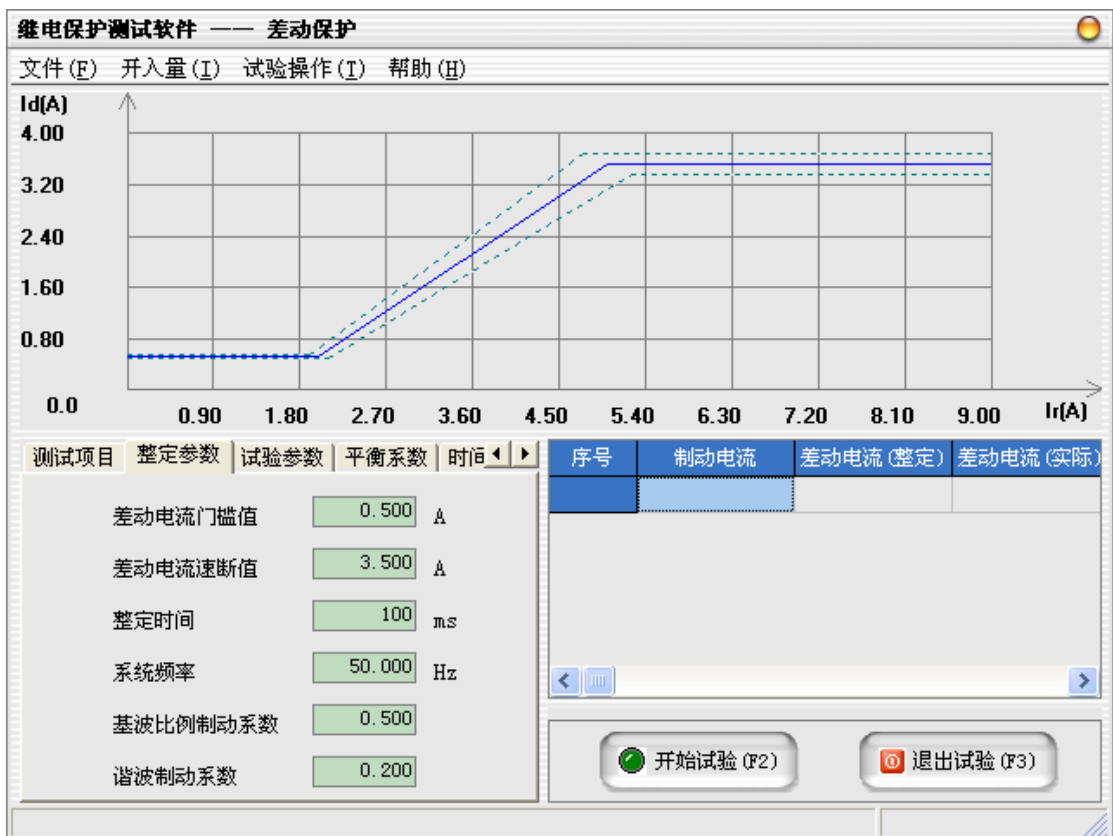 继电保护测试软件 —— 差动保护
文件(F) 开入量(I) 试验操作(T) 帮助(H)
Id(A)
4.00
3.20
2.40
1.60
0.80
0.0
0.90 1.80 2.70 3.60 4.50 5.40 6.30 7.20 8.10 9.00 Ir(A)
测试项目 整定参数 试验参数 平衡系数 时间
差动电流门槛值 0.500 A
差动电流速断值 3.500 A
整定时间 100 ms
系统频率 50.000 Hz
基波比例制动系数 0.500
谐波制动系数 0.200
序号 制动电流 差动电流(整定) 差动电流(实际)
开始试验(F2) 退出试验(F3)